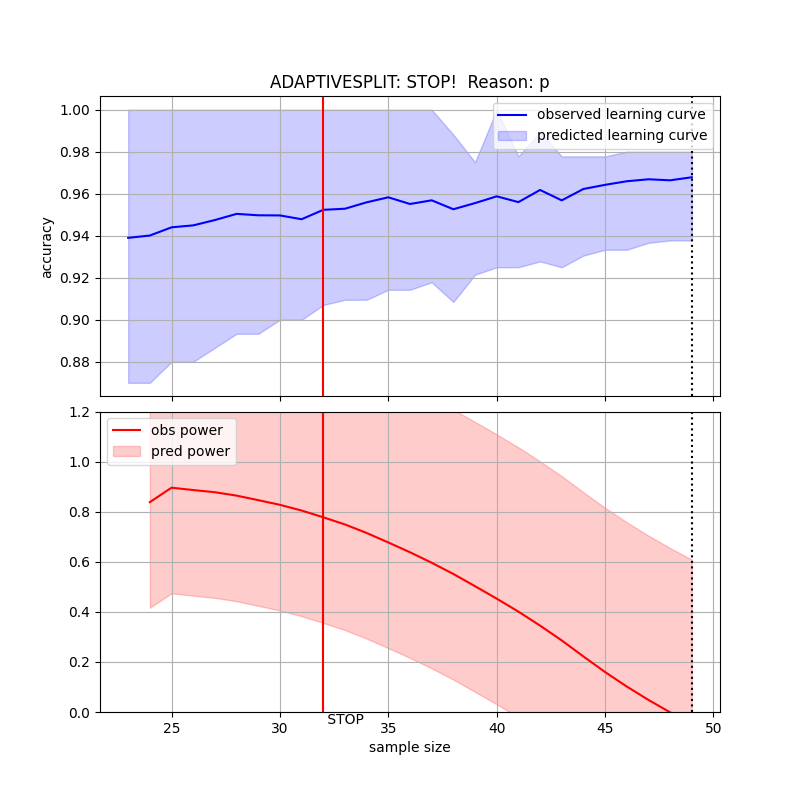 ADAPTIVESPLIT: STOP!  Reason: p
1.00
0.98
0.96
0.94
0.92
0.90
0.88
accuracy
observed learning curve
predicted learning curve
1.2
1.0
0.8
0.6
0.4
0.2
0.0
obs power
pred power
STOP
25
30
35
40
45
50
sample size